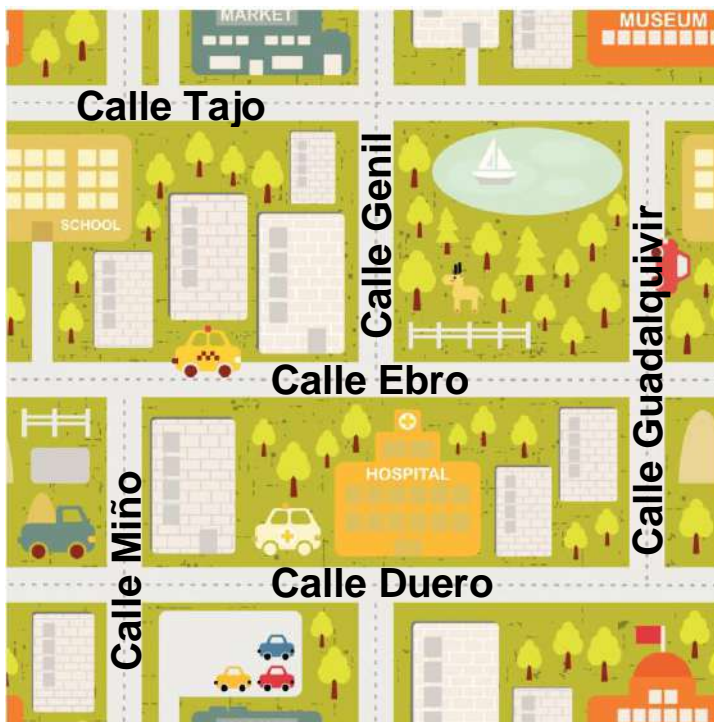 MARKET
MUSEUM
Calle Tajo
Calle Genil
SCHOOL
Calle Guadalquivir
Calle Ebro
HOSPITAL
Calle Miño
Calle Duero